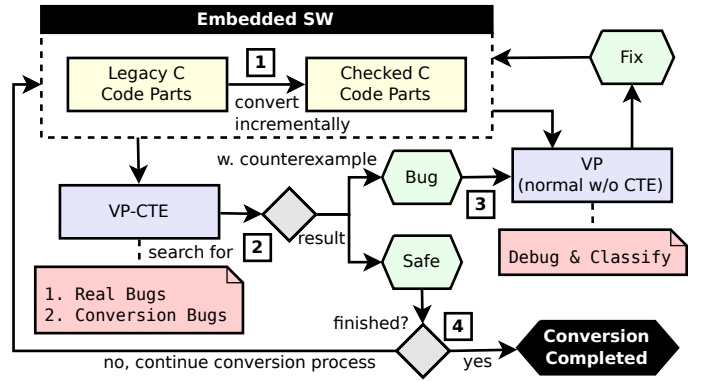 Embedded SW
Legacy C
Code Parts
1
convert
incrementally
Checked C
Code Parts
Fix
w. counterexample
Bug
3
VP
(normal w/o CTE)
VP-CTE
search for
2
result
Safe
Debug & Classify
1. Real Bugs
2. Conversion Bugs
finished?
4
Conversion
Completed
no, continue conversion process
yes